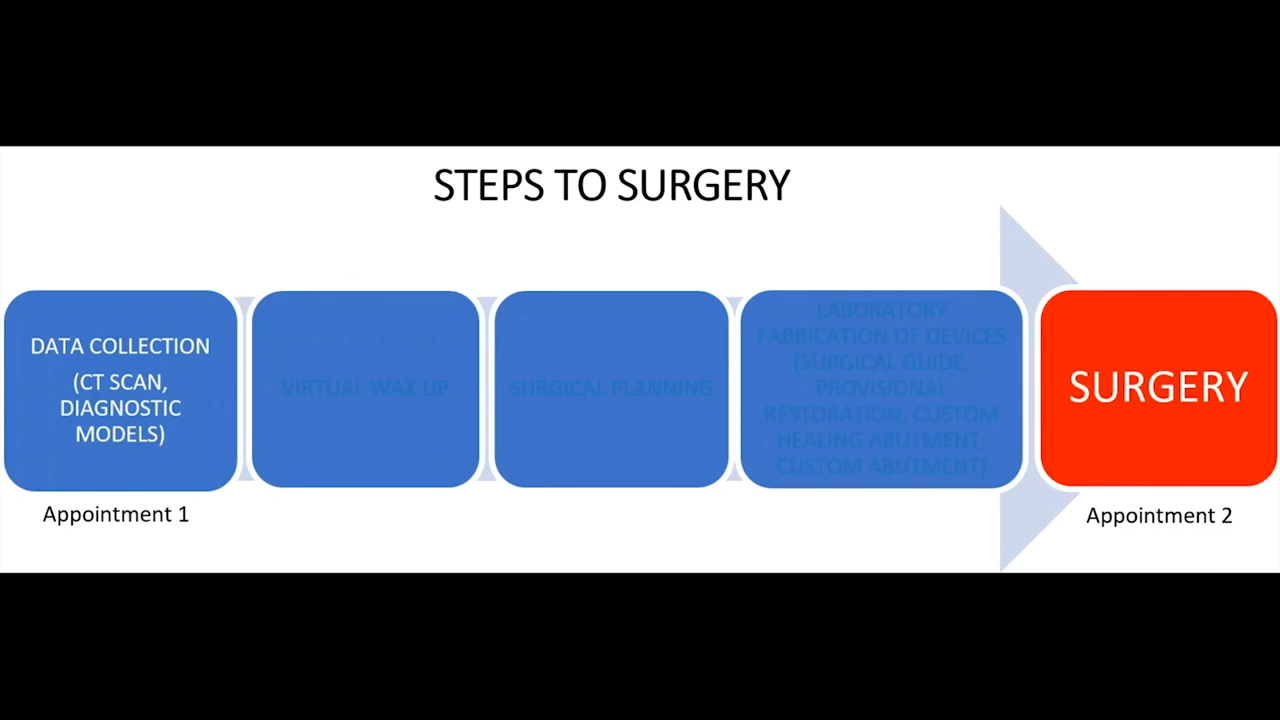 STEPS TO SURGERY
DATA COLLECTION
(CT SCAN,
DIAGNOSTIC
MODELS)
VIRTUAL WAX UP
SURGICAL PLANNING
LABORATORY
FABRICATION OF DEVICES
(SURGICAL GUIDE,
PROVISIONAL
RESTORATION, CUSTOM
HEALING ABUTMENT,
CUSTOM ABUTMENT)
SURGERY
Appointment 1
Appointment 2